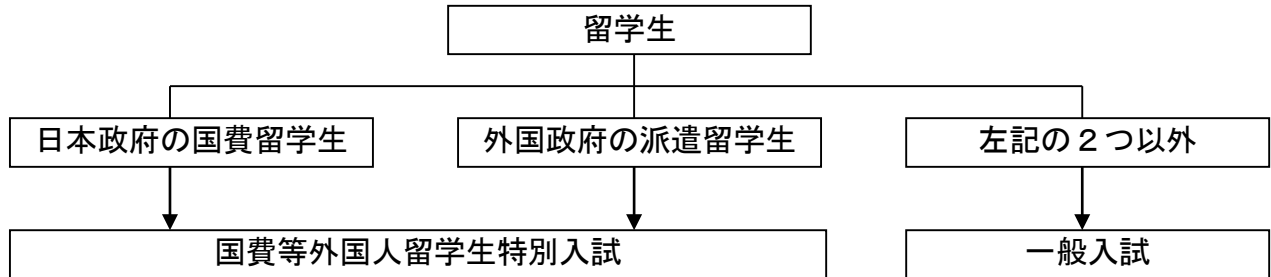 留学生
日本政府の国費留学生
外国政府の派遣留学生
左記の２つ以外
国費等外国人留学生特別入試
一般入試